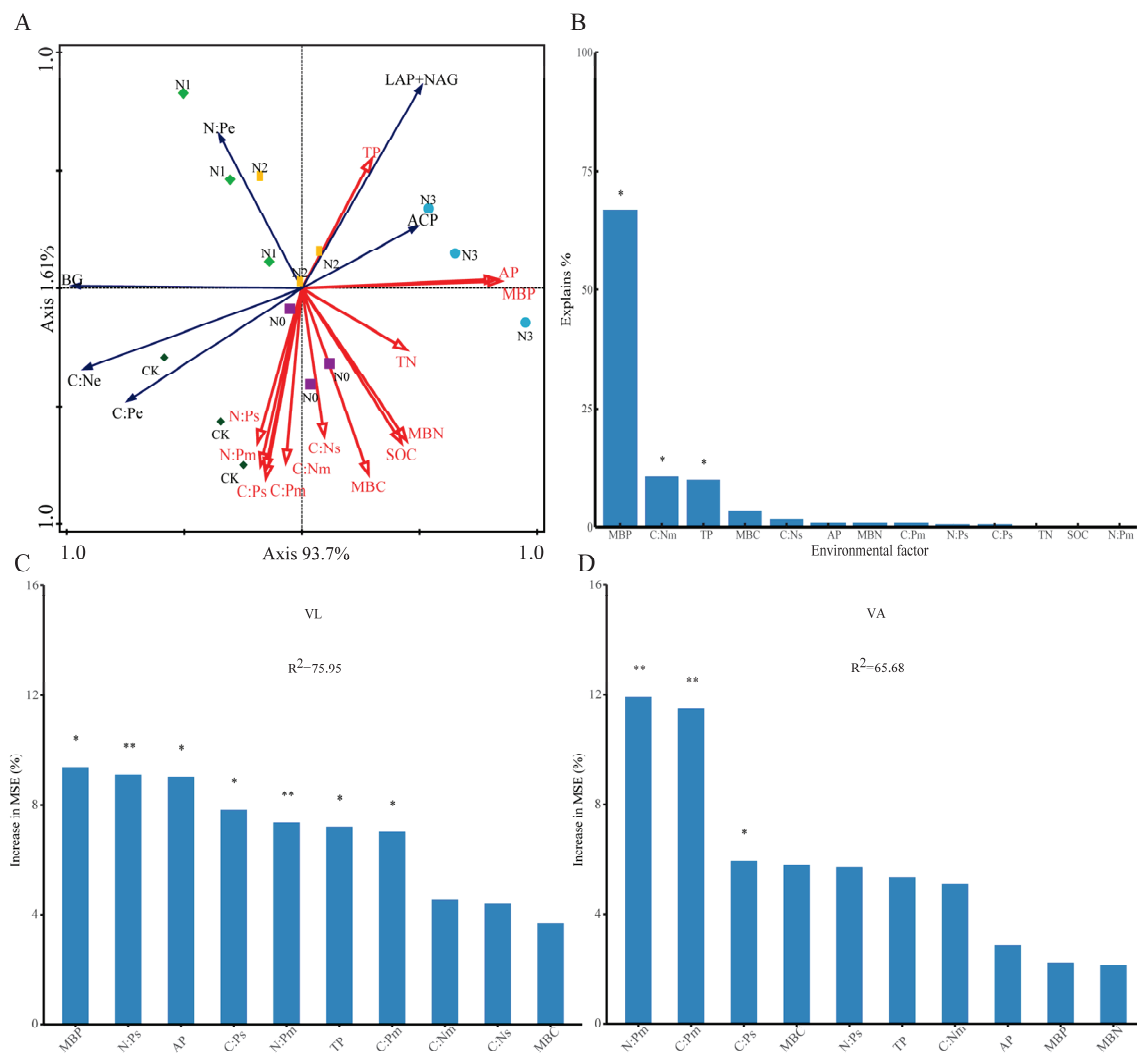 A
1.0
N1
LAP+NAG
N:Pe
TP
N1
N2
N3
ACP
N1
N2
N3
N2
BG
AP
MBP
Axis 1.61%
N0
N3
TN
CK
N0
C:Ne
C:Pe
N0
N:Ps
CK
C:Ns
MBN
N:Pm
SOC
CK
C:Nm
C:Ps
C:Pm
MBC
1.0
1.0
Axis 93.7%
1.0
B
100
75
50
25
0
Explains %
*
*
*
MBP C:Nm TP MBC C:Ns AP MBN C:Pm N:Ps C:Ps TN SOC N:Pm
Environmental factor
C
16
12
8
4
0
Increase in MSE (%)
VL
R2=75.95
* ** * * ** * *
MBP N:Ps AP C:Ps N:Pm TP C:Pm C:Nm C:Ns MBC
D
16
12
8
4
0
Increase in MSE (%)
VA
R2=65.68
** ** *
N:Pm C:Pm C:Ps MBC N:Ps TP C:Nm AP MBP MBN